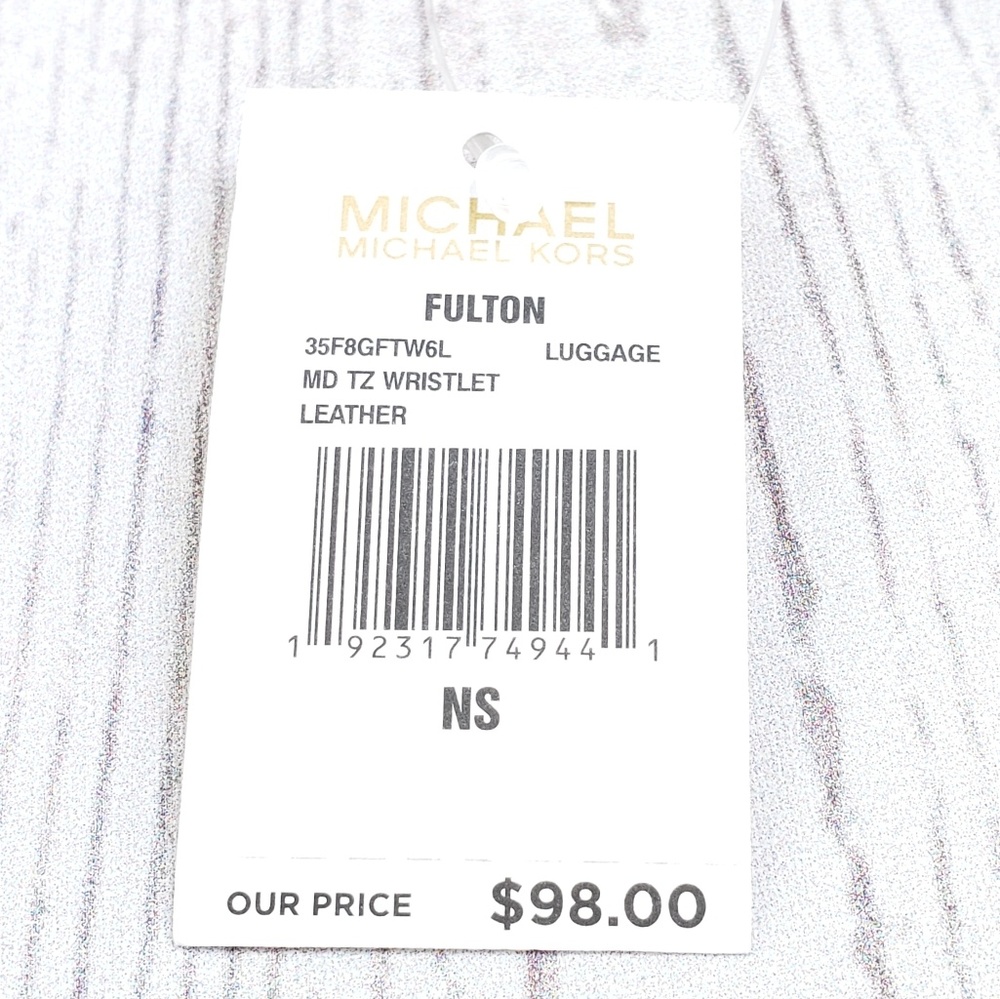 MICHAEL
MICHAEL KORS
FULTON
35F8GFTW6L LUGGAGE
MD TZ WRISTLET
LEATHER
1 92317 74944 1
NS
OUR PRICE $98.00